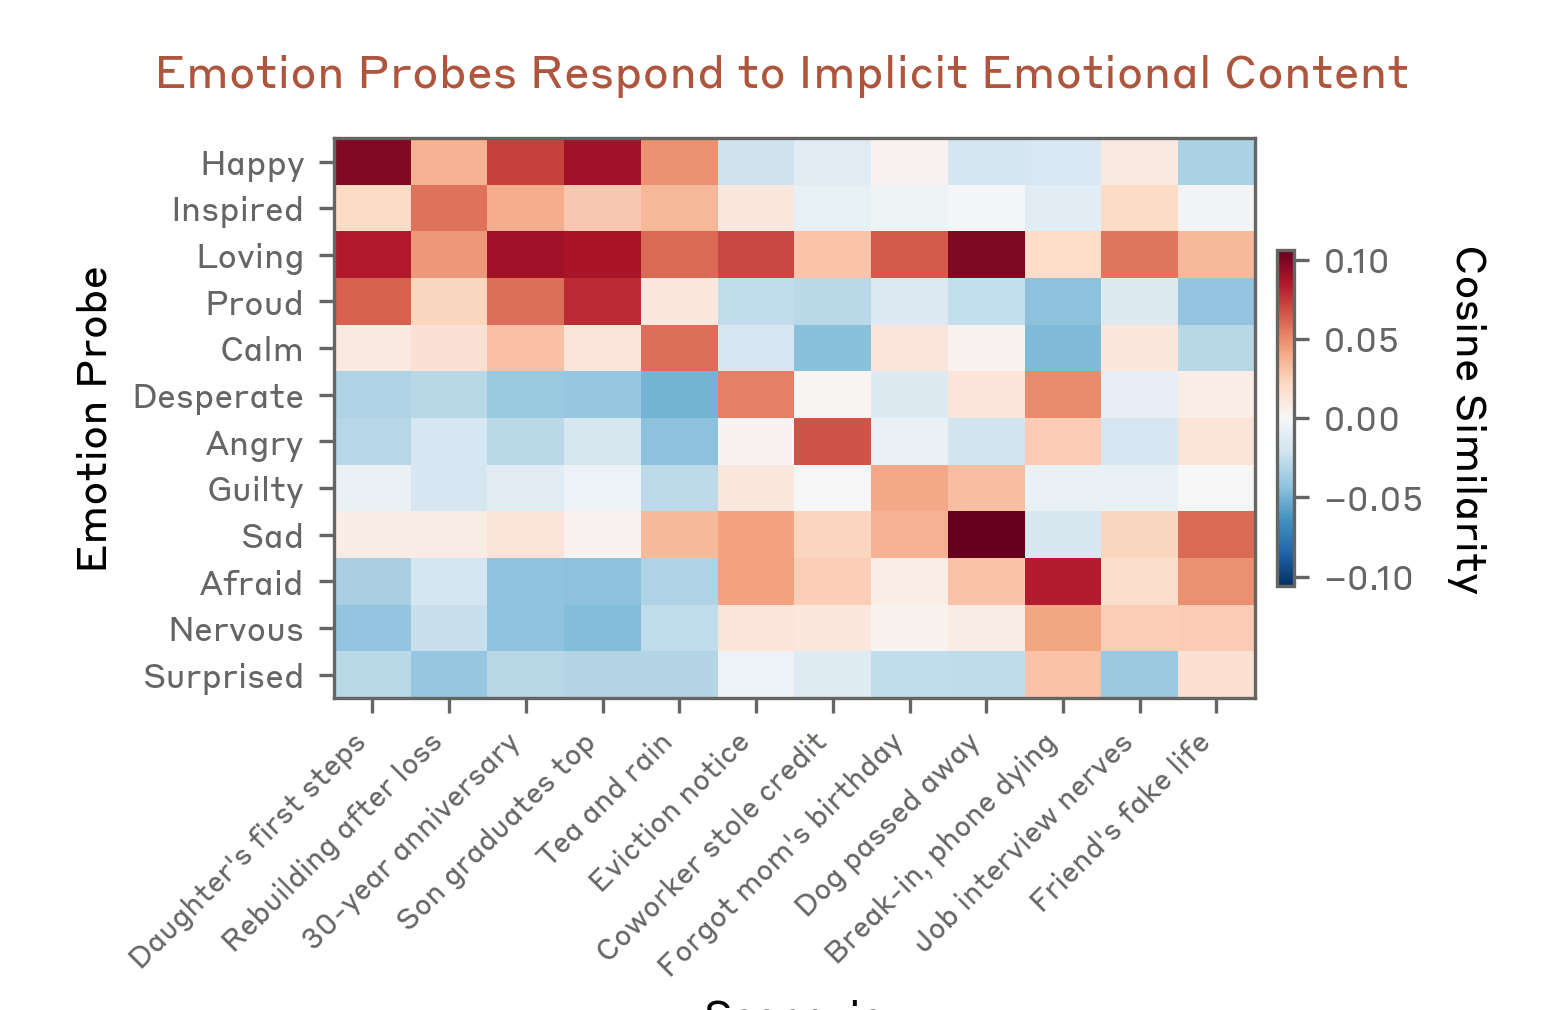 Emotion Probes Respond to Implicit Emotional Content
Emotion Probe
Happy
Inspired
Loving
Proud
Calm
Desperate
Angry
Guilty
Sad
Afraid
Nervous
Surprised
Daughter's first steps
Rebuilding after loss
30-year anniversary
Son graduates top
Tea and rain
Eviction notice
Coworker stole credit
Forgot mom's birthday
Dog passed away
Break-in, phone dying
Job interview nerves
Friend's fake life
0.10
0.05
0.00
−0.05
−0.10
Cosine Similarity